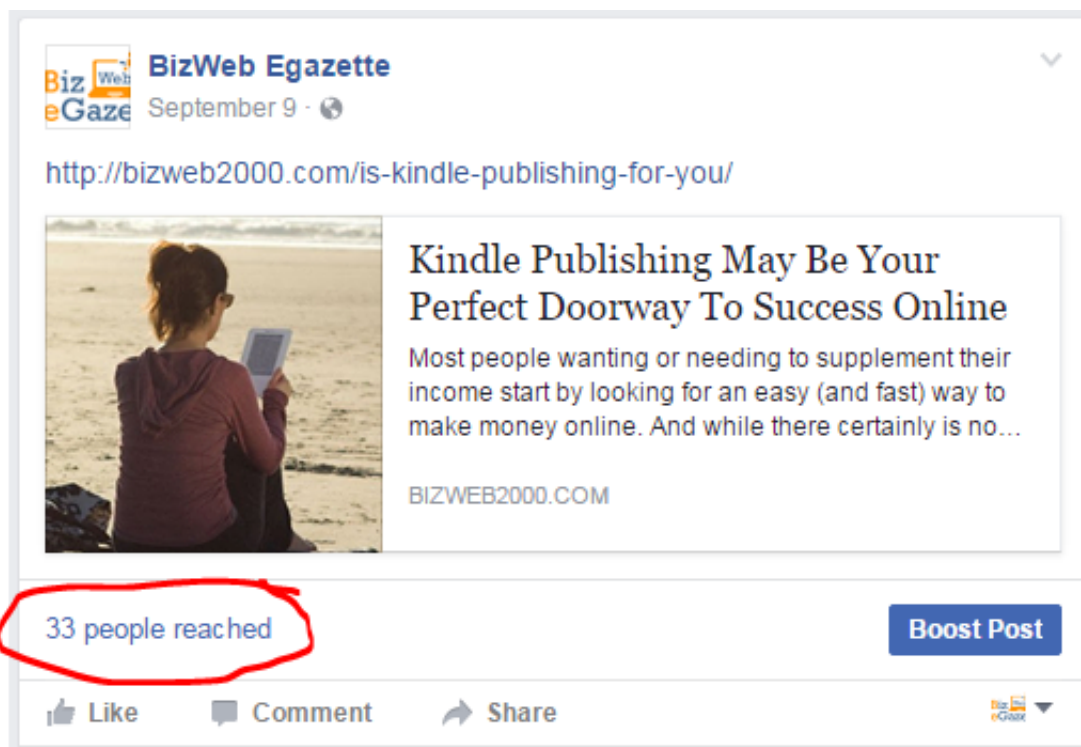 Biz Web
eGaze
BizWeb Egazette
September 9 ·
http://bizweb2000.com/is-kindle-publishing-for-you/
Kindle Publishing May Be Your
Perfect Doorway To Success Online
Most people wanting or needing to supplement their
income start by looking for an easy (and fast) way to
make money online. And while there certainly is no...
BIZWEB2000.COM
33 people reached
Boost Post
Like Comment Share